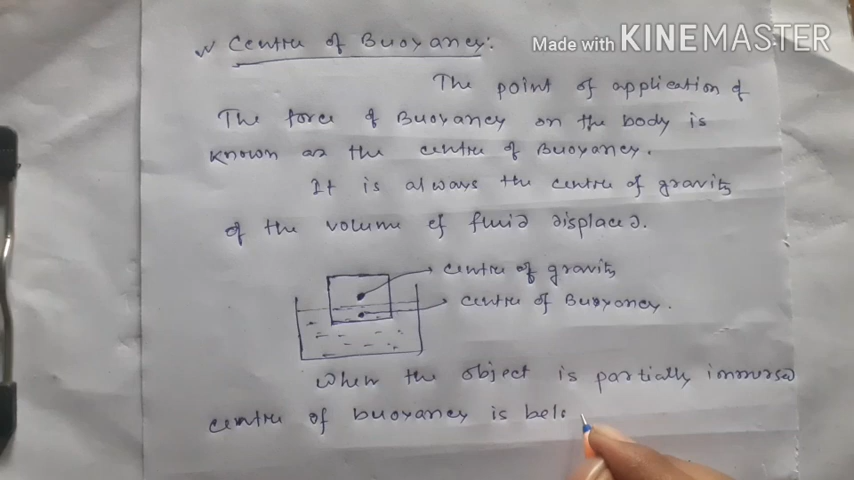 Centre of Buoyancy:
Made with KINEMASTER
The point of application of
The force of Buoyancy on the body is
known as the centre of Buoyancy.
It is always the centre of gravity
of the volume of fluid displaced.
centre of gravity
centre of Buoyancy.
When the object is partially immersed
centre of buoyancy is belo